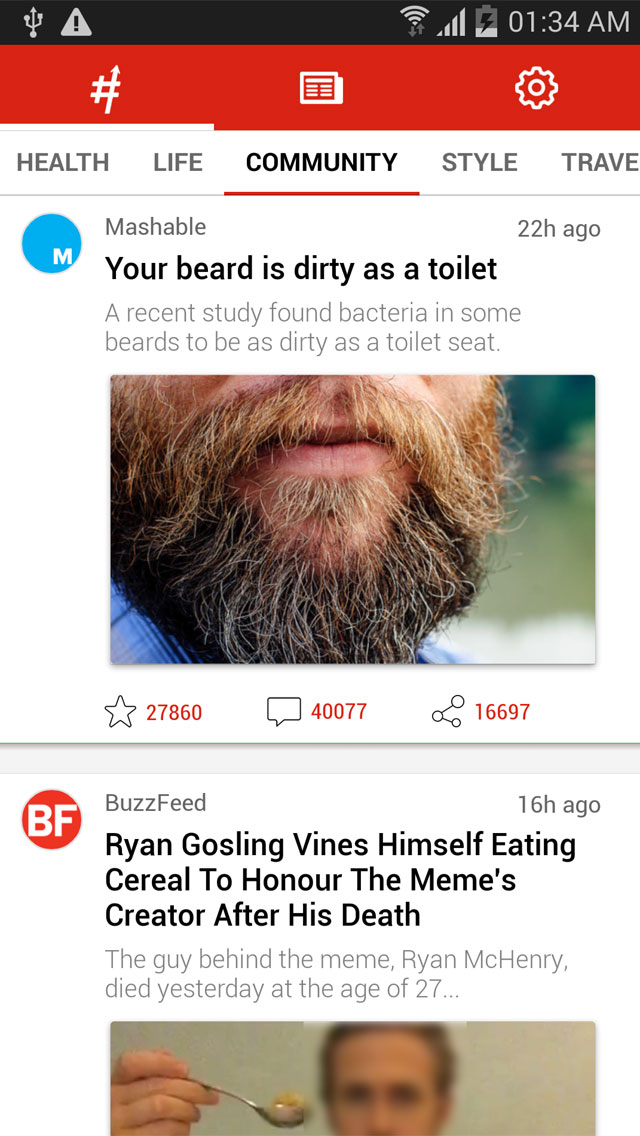 01:34 AM
HEALTH LIFE COMMUNITY STYLE TRAVE
Mashable 22h ago
M
Your beard is dirty as a toilet
A recent study found bacteria in some
beards to be as dirty as a toilet seat.
27860 40077 16697
BuzzFeed 16h ago
BF
Ryan Gosling Vines Himself Eating
Cereal To Honour The Meme's
Creator After His Death
The guy behind the meme, Ryan McHenry,
died yesterday at the age of 27...